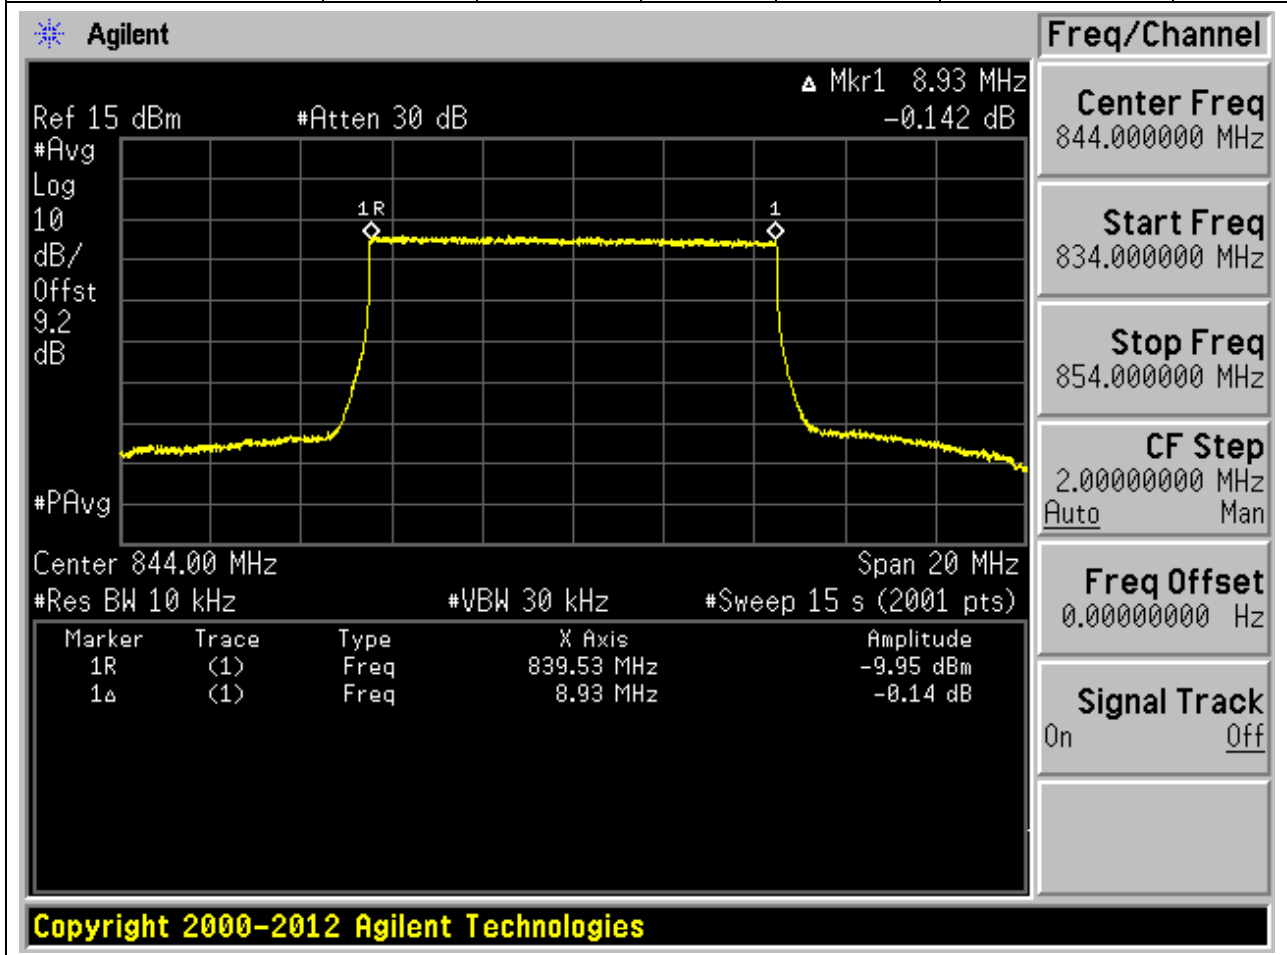 Agilent
Freq/Channel
▵ Mkr1 8.93 MHz
Ref 15 dBm #Atten 30 dB -0.142 dB
#Avg
Log
10
dB/
Offst
9.2
dB
1R 1
#PAvg
Center 844.00 MHz Span 20 MHz
#Res BW 10 kHz #VBW 30 kHz #Sweep 15 s (2001 pts)
Marker Trace Type X Axis Amplitude
1R (1) Freq 839.53 MHz -9.95 dBm
1▵ (1) Freq 8.93 MHz -0.14 dB
Center Freq
844.000000 MHz
Start Freq
834.000000 MHz
Stop Freq
854.000000 MHz
CF Step
2.00000000 MHz
Auto Man
Freq Offset
0.00000000 Hz
Signal Track
On Off
Copyright 2000-2012 Agilent Technologies